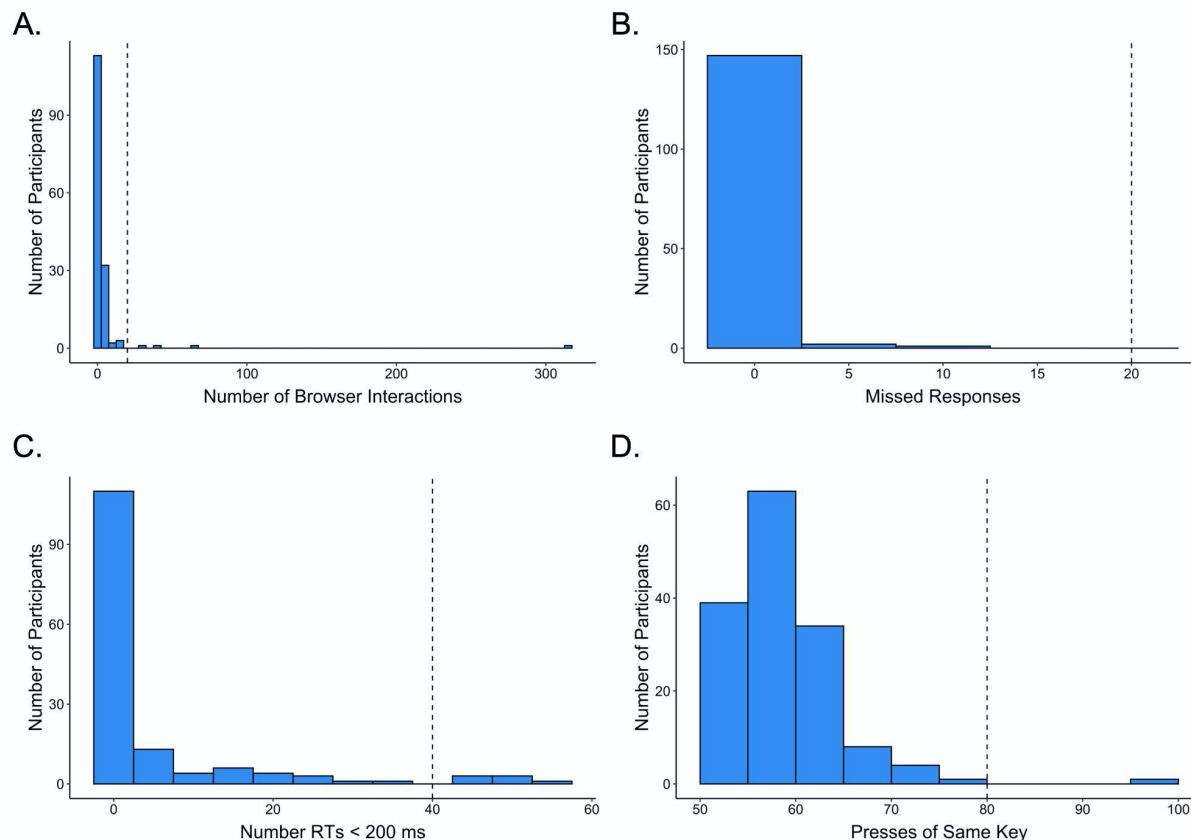 A.
Number of Participants
90
60
30
0
0
100
200
300
Number of Browser Interactions
B.
Number of Participants
150
100
50
0
0
5
10
15
20
Missed Responses
C.
Number of Participants
90
60
30
0
0
20
40
60
Number RTs < 200 ms
D.
Number of Participants
60
40
20
0
50
60
70
80
90
100
Presses of Same Key